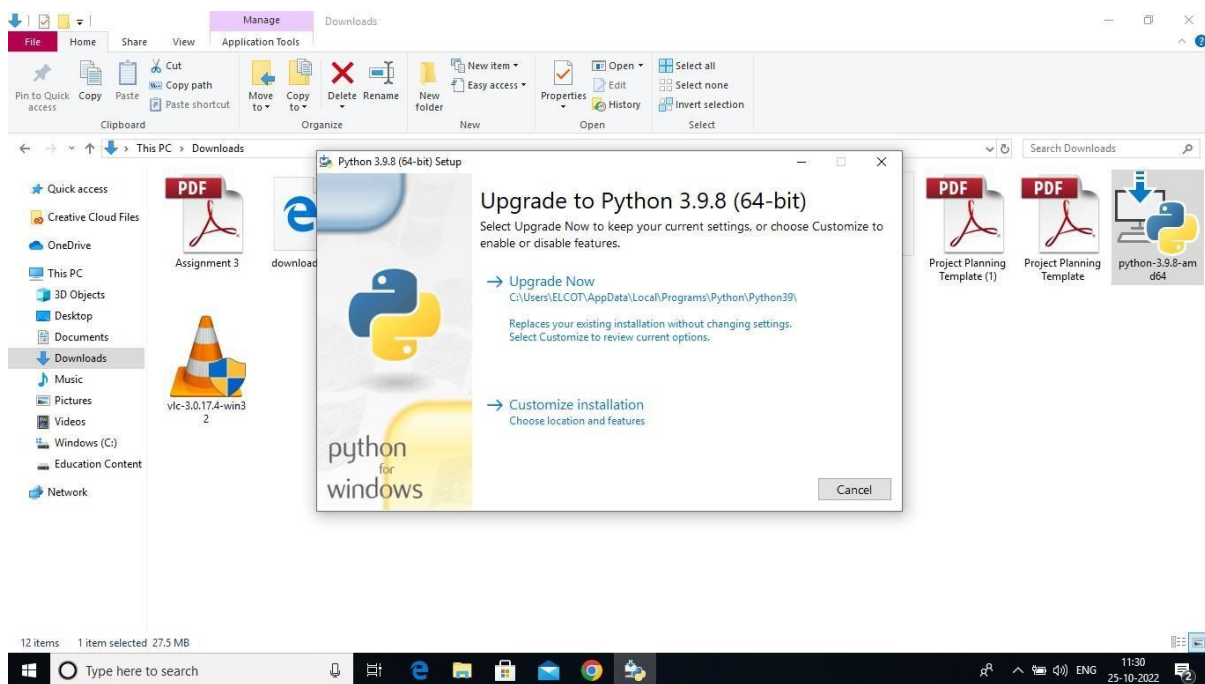 Manage
Downloads
File Home Share View Application Tools
Pin to Quick access
Copy
Paste
Cut
Copy path
Paste shortcut
Move to
Copy to
Delete
Rename
New folder
New item
Easy access
Properties
Open
Edit
History
Select all
Select none
Invert selection
Clipboard
Organize
New
Open
Select
This PC > Downloads
Search Downloads
Quick access
Creative Cloud Files
OneDrive
This PC
3D Objects
Desktop
Documents
Downloads
Music
Pictures
Videos
Windows (C:)
Education Content
Network
PDF
Assignment 3
download
vlc-3.0.17.4-win3
2
Python 3.9.8 (64-bit) Setup
Upgrade to Python 3.9.8 (64-bit)
Select Upgrade Now to keep your current settings, or choose Customize to
enable or disable features.
Upgrade Now
C:\Users\ELCOT\AppData\Local\Programs\Python\Python39\
Replaces your existing installation without changing settings.
Select Customize to review current options.
Customize installation
Choose location and features
python
for
windows
Cancel
PDF
Project Planning
Template (1)
PDF
Project Planning
Template
python-3.9.8-am
d64
12 items 1 item selected 27.5 MB
Type here to search
ENG
11:30
25-10-2022
2